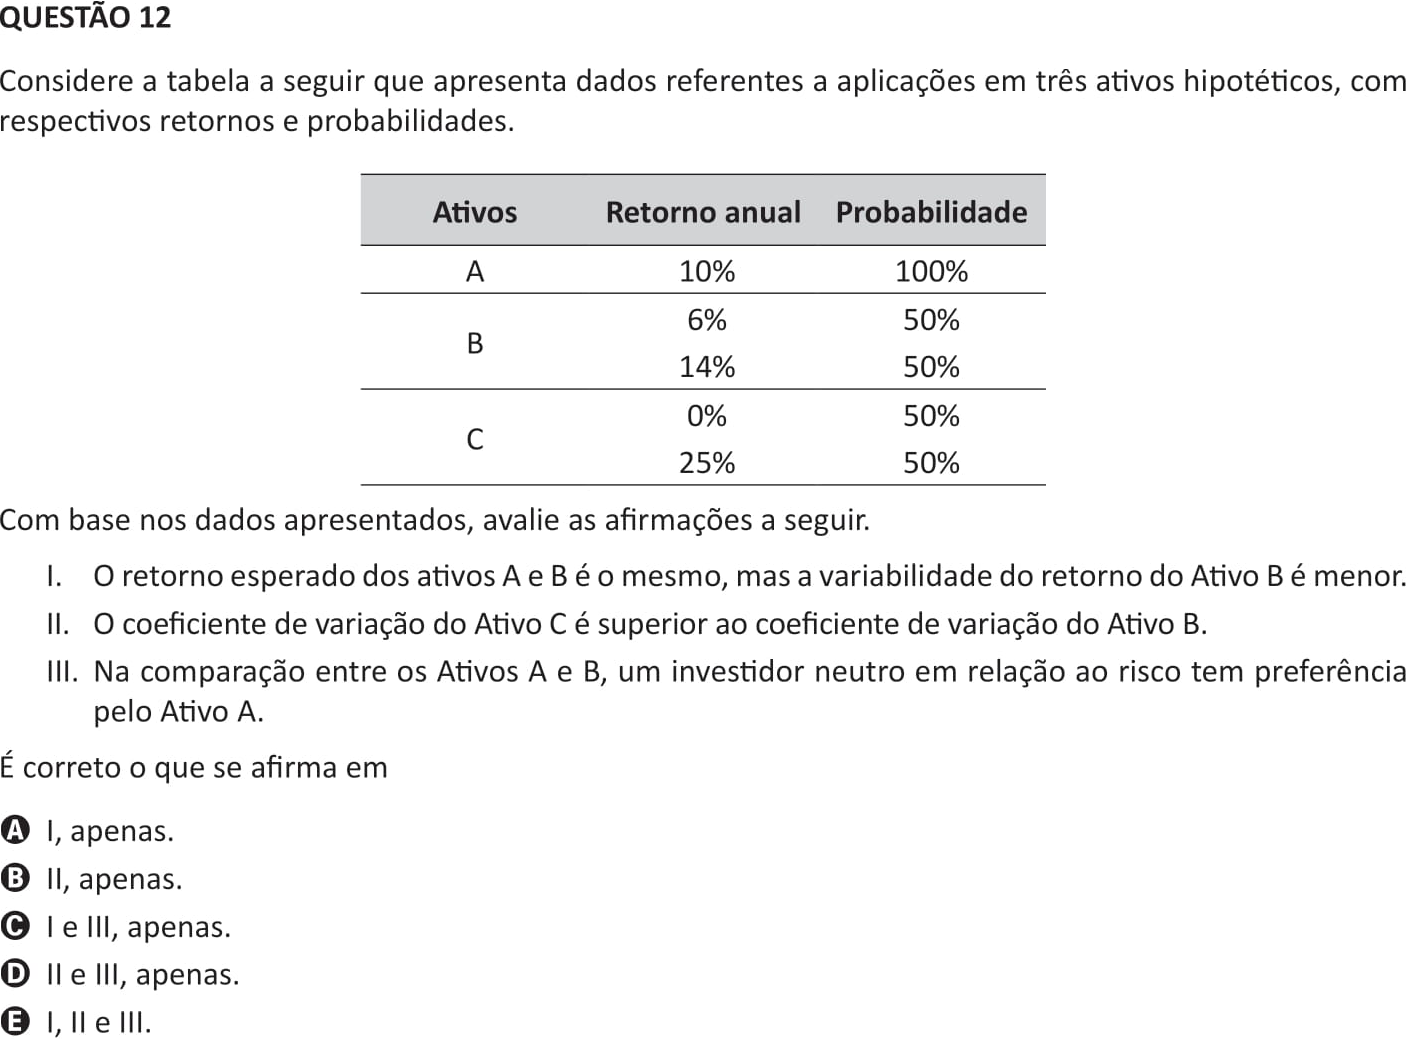 QUESTÃO 12
Considere a tabela a seguir que apresenta dados referentes a aplicações em três ativos hipotéticos, com
respectivos retornos e probabilidades.
Ativos Retorno anual Probabilidade
A 10% 100%
B
6% 50%
14% 50%
C
0% 50%
25% 50%
Com base nos dados apresentados, avalie as afirmações a seguir.
I. O retorno esperado dos ativos A e B é o mesmo, mas a variabilidade do retorno do Ativo B é menor.
II. O coeficiente de variação do Ativo C é superior ao coeficiente de variação do Ativo B.
III. Na comparação entre os Ativos A e B, um investidor neutro em relação ao risco tem preferência
pelo Ativo A.
É correto o que se afirma em
A I, apenas.
B II, apenas.
C I e III, apenas.
D II e III, apenas.
E I, II e III.